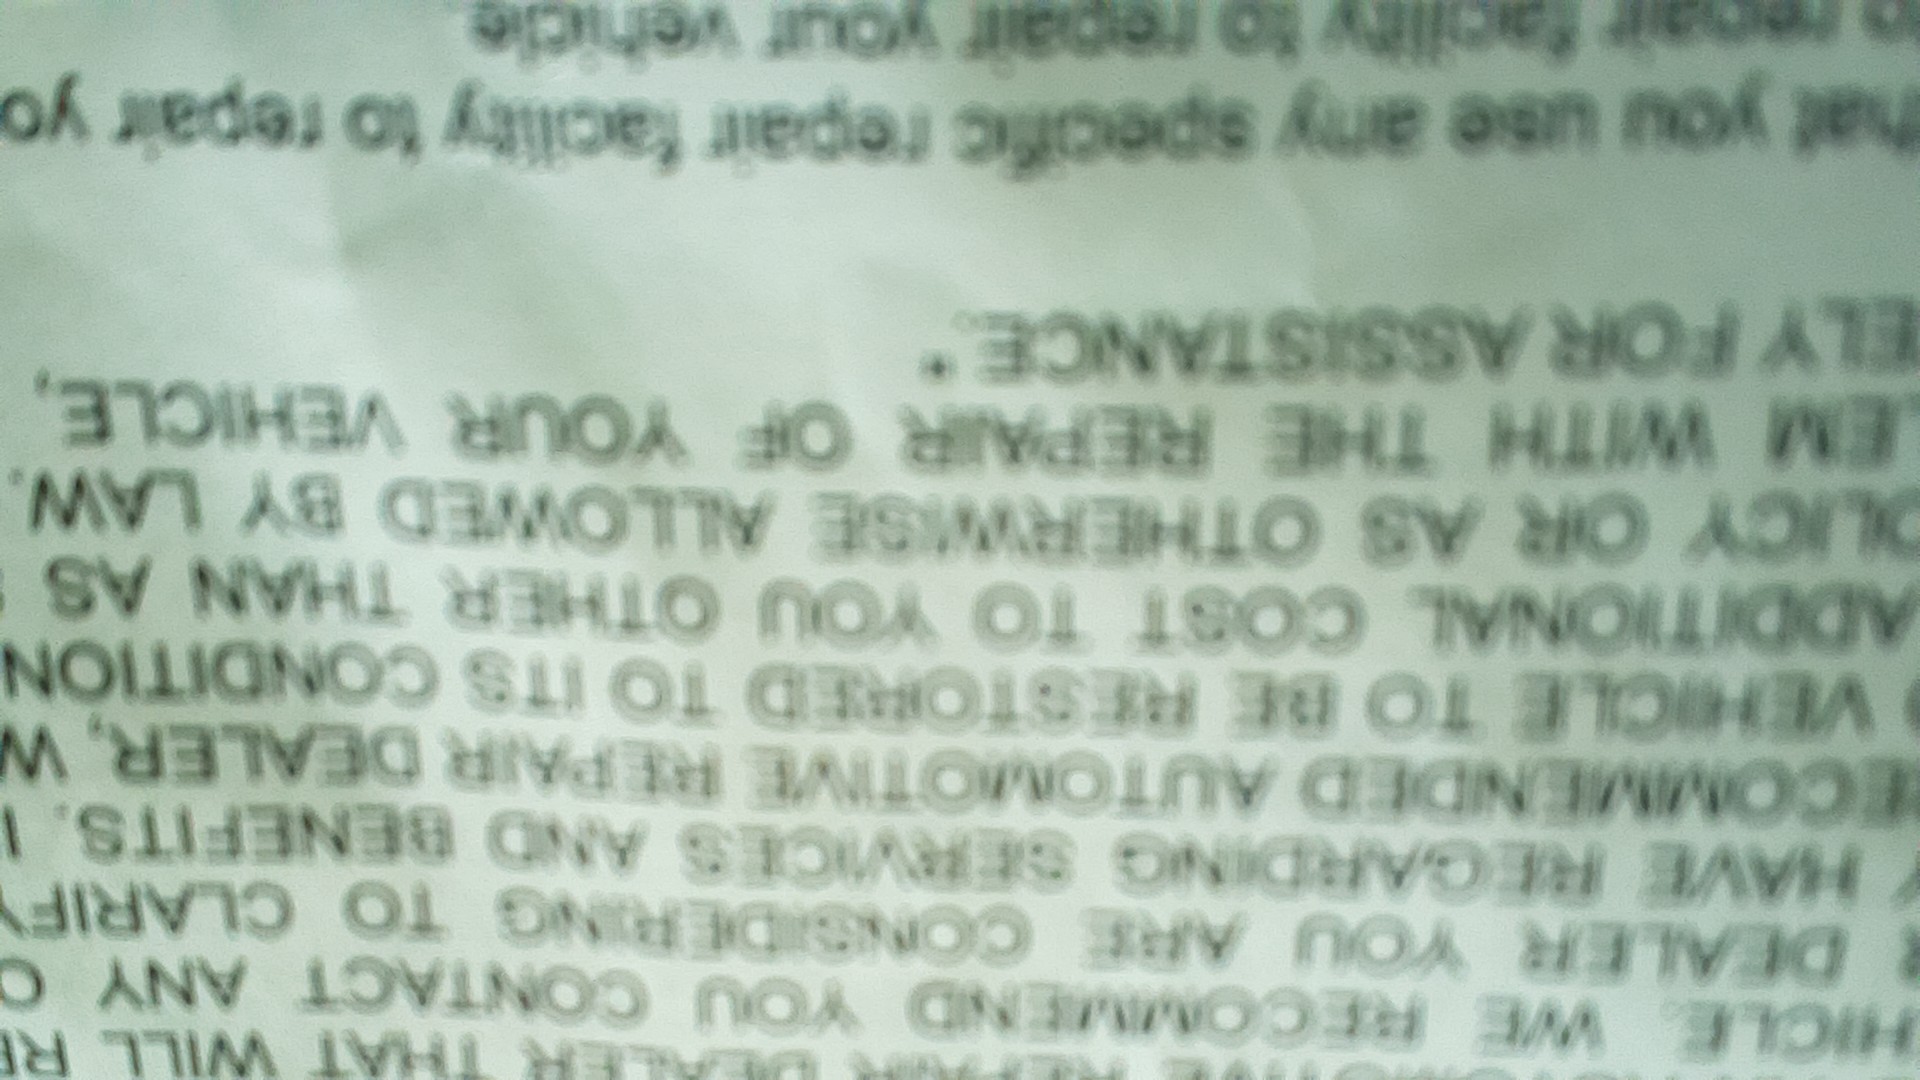 REPAIR DEALER THAT WILL RE
HICLE. WE RECOMMEND YOU CONTACT ANY O
R DEALER YOU ARE CONSIDERING TO CLARIFY
Y HAVE REGARDING SERVICES AND BENEFITS. I
ECOMMENDED AUTOMOTIVE REPAIR DEALER, W
D VEHICLE TO BE RESTORED TO ITS CONDITION
ADDITIONAL COST TO YOU OTHER THAN AS
OLICY OR AS OTHERWISE ALLOWED BY LAW.
LEM WITH THE REPAIR OF YOUR VEHICLE,
ELY FOR ASSISTANCE."
hat you use any specific repair facility to repair yo
repair facility to repair your vehicle